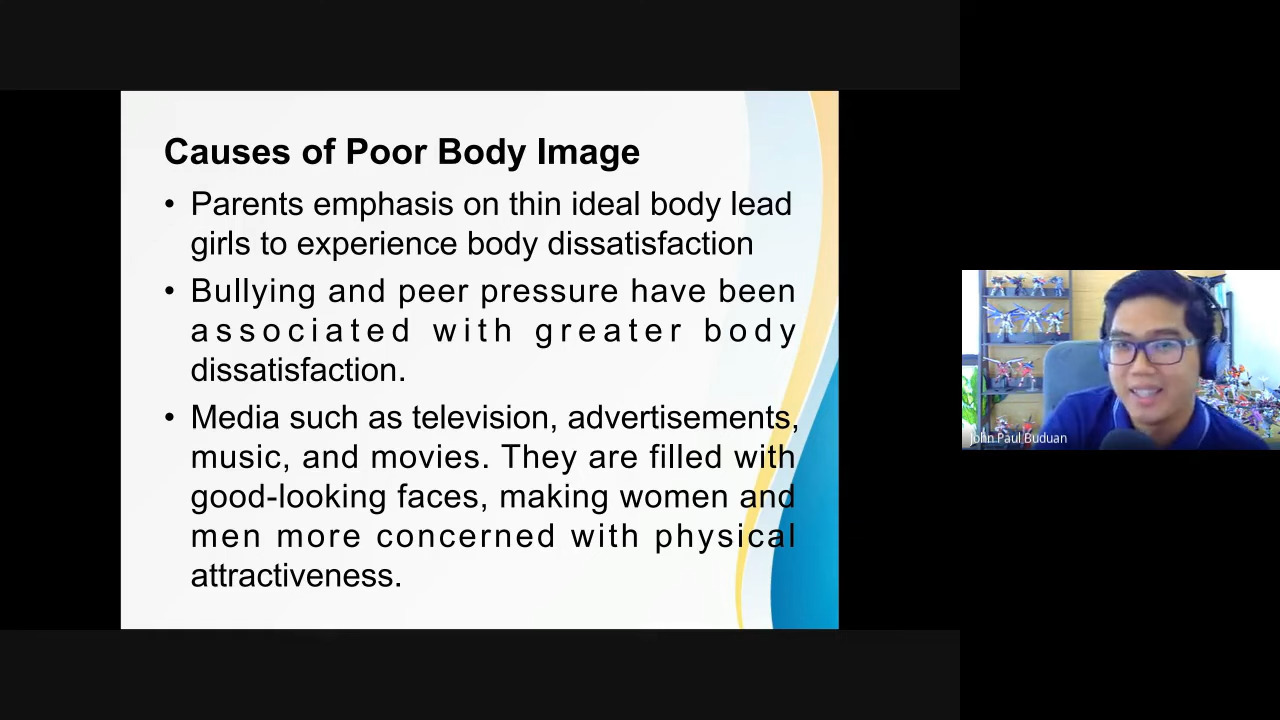 Causes of Poor Body Image
• Parents emphasis on thin ideal body lead
girls to experience body dissatisfaction
• Bullying and peer pressure have been
associated with greater body
dissatisfaction.
• Media such as television, advertisements,
music, and movies. They are filled with
good-looking faces, making women and
men more concerned with physical
attractiveness.
John Paul Buduan